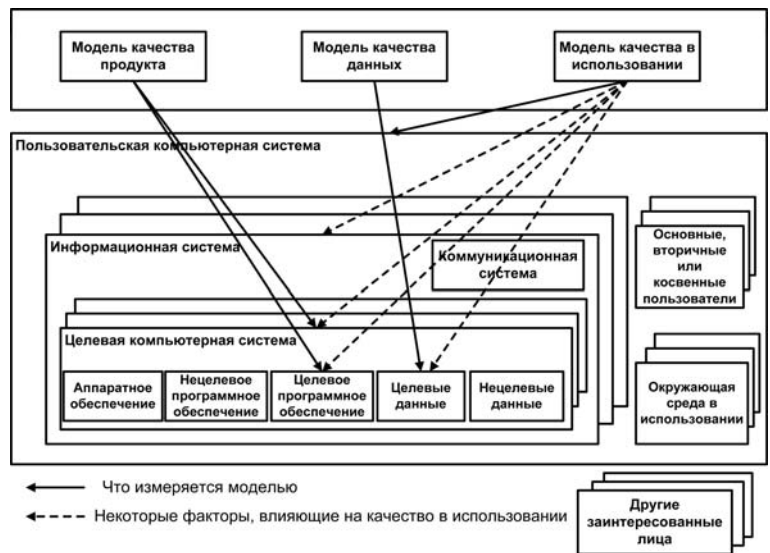 Модель качества
продукта
Модель качества
данных
Модель качества в
использовании
Пользовательская компьютерная система
Информационная система
Коммуникационная
система
Основные,
вторичные
или
косвенные
пользователи
Целевая компьютерная система
Аппаратное
обеспечение
Нецелевое
программное
обеспечение
Целевое
программное
обеспечение
Целевые
данные
Нецелевые
данные
Окружающая
среда в
использовании
Что измеряется моделью
Некоторые факторы, влияющие на качество в использовании
Другие
заинтересованные
лица